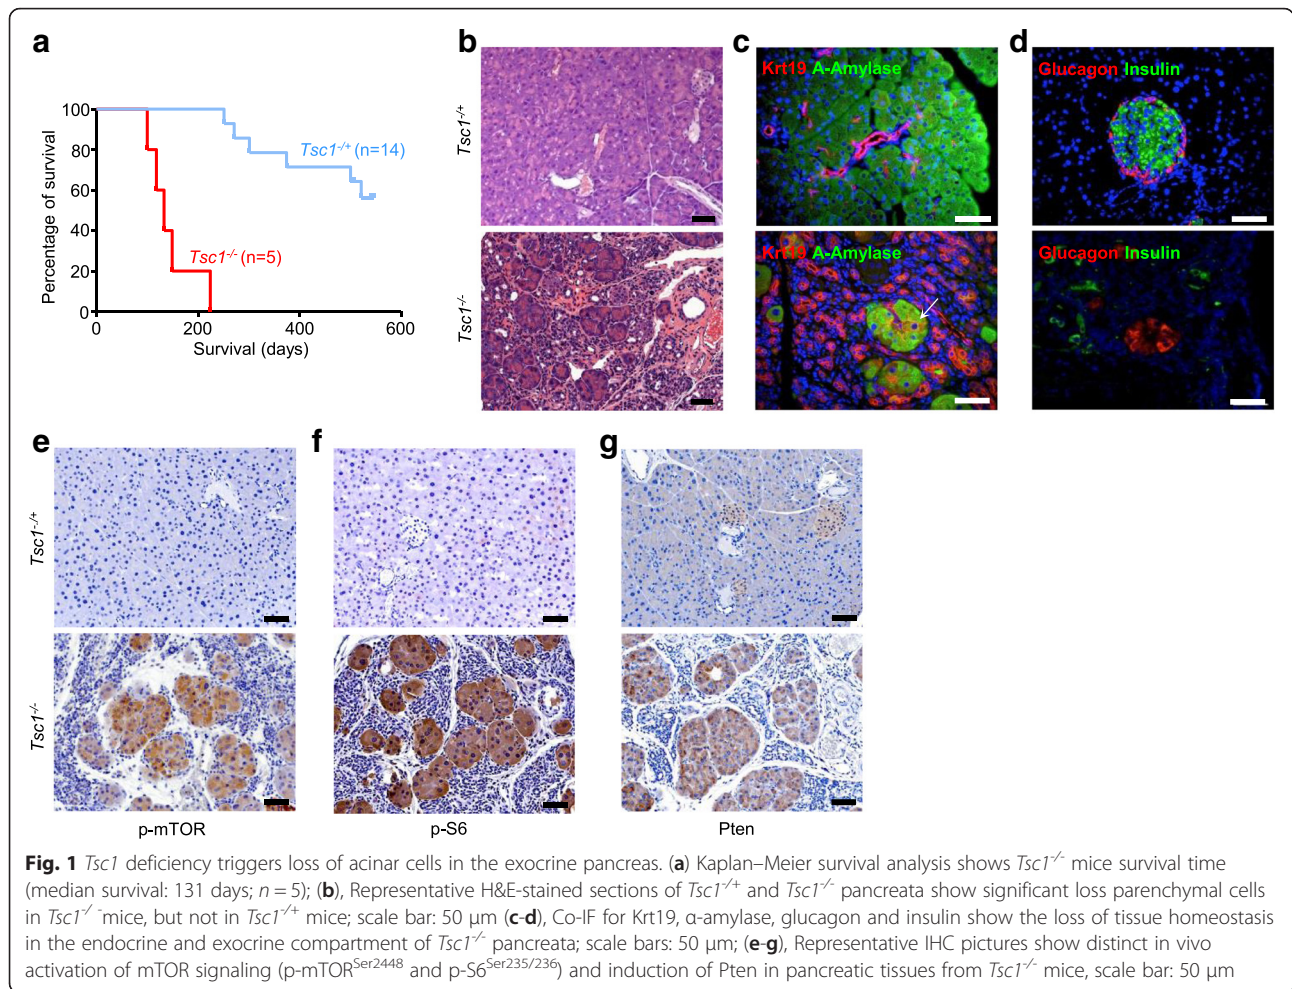 a
b
c
d
Percentage of survival
100
80
60
40
20
0
0
200
400
600
Survival (days)
Tsc1-/+ (n=14)
Tsc1-/- (n=5)
Tsc1-/+
Tsc1-/-
Krt19 A-Amylase
Krt19 A-Amylase
Glucagon Insulin
Glucagon Insulin
e
f
g
Tsc1-/+
Tsc1-/-
p-mTOR
p-S6
Pten
Fig. 1 Tsc1 deficiency triggers loss of acinar cells in the exocrine pancreas. (a) Kaplan–Meier survival analysis shows Tsc1-/- mice survival time
(median survival: 131 days; n = 5); (b), Representative H&E-stained sections of Tsc1-/+ and Tsc1-/- pancreata show significant loss parenchymal cells
in Tsc1-/ -mice, but not in Tsc1-/+ mice; scale bar: 50 μm (c-d), Co-IF for Krt19, α-amylase, glucagon and insulin show the loss of tissue homeostasis
in the endocrine and exocrine compartment of Tsc1-/- pancreata; scale bars: 50 μm; (e-g), Representative IHC pictures show distinct in vivo
activation of mTOR signaling (p-mTORSer2448 and p-S6Ser235/236) and induction of Pten in pancreatic tissues from Tsc1-/- mice, scale bar: 50 μm